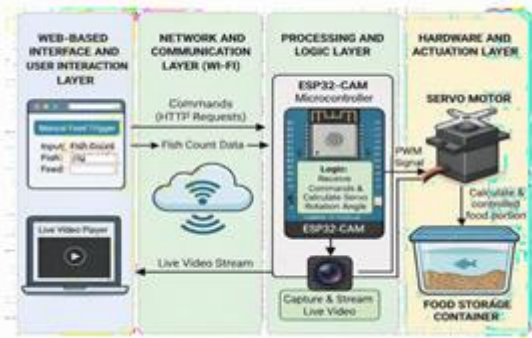 WEB-BASED
INTERFACE AND
USER INTERACTION
LAYER
NETWORK AND
COMMUNICATION
LAYER (WI-FI)
PROCESSING AND
LOGIC LAYER
HARDWARE AND
ACTUATION LAYER
Manual Feed Trigger
Input: Fish Count
Fish:
Feed:
Live Video Player
Commands
(HTTP Requests)
Fish Count Data
Live Video Stream
ESP32-CAM
Microcontroller
Logic:
Receive
Commands &
Calculate Servo
Rotation Angle
ESP32-CAM
Capture & Stream
Live Video
PWM
Signal
SERVO MOTOR
Calculate &
controlled
food portion
FOOD STORAGE
CONTAINER